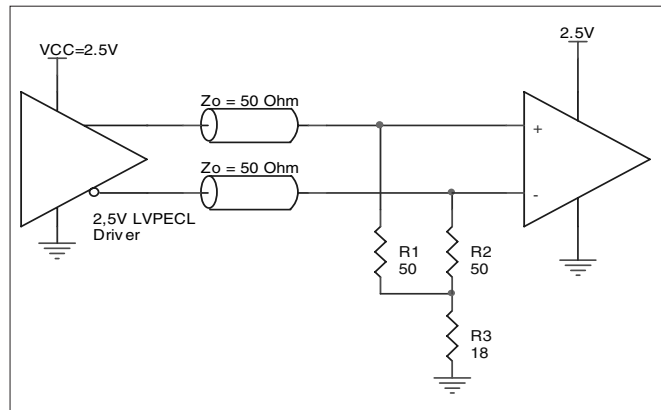 VCC=2.5V
2.5V
Zo = 50 Ohm
+
Zo = 50 Ohm
-
2,5V LVPECL
Driver
R1
50
R2
50
R3
18